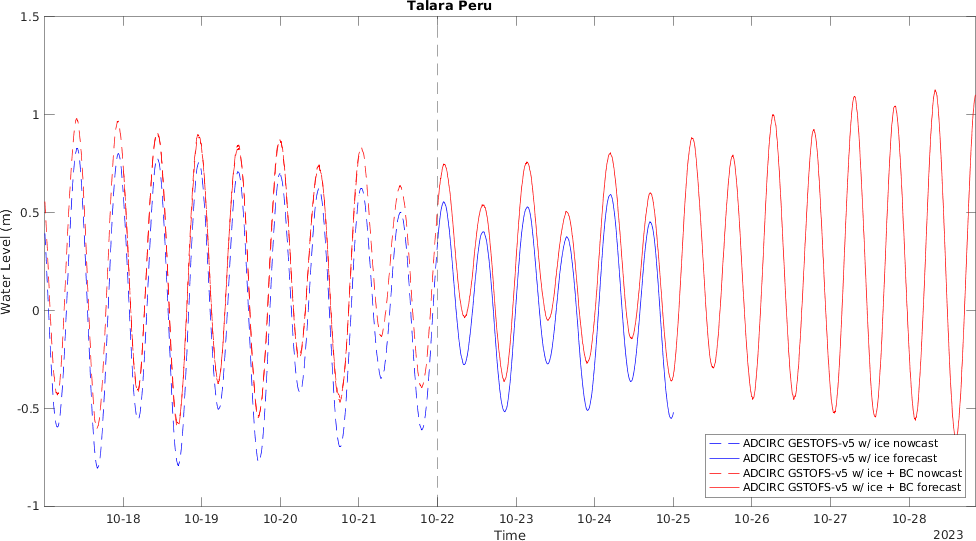 Talara Peru
1.5
1
0.5
0
-0.5
-1
Water Level (m)
ADCIRC GESTOFS-v5 w/ ice nowcast
ADCIRC GESTOFS-v5 w/ ice forecast
ADCIRC GSTOFS-v5 w/ ice + BC nowcast
ADCIRC GSTOFS-v5 w/ ice + BC forecast
10-18 10-19 10-20 10-21 10-22 10-23 10-24 10-25 10-26 10-27 10-28
Time
2023